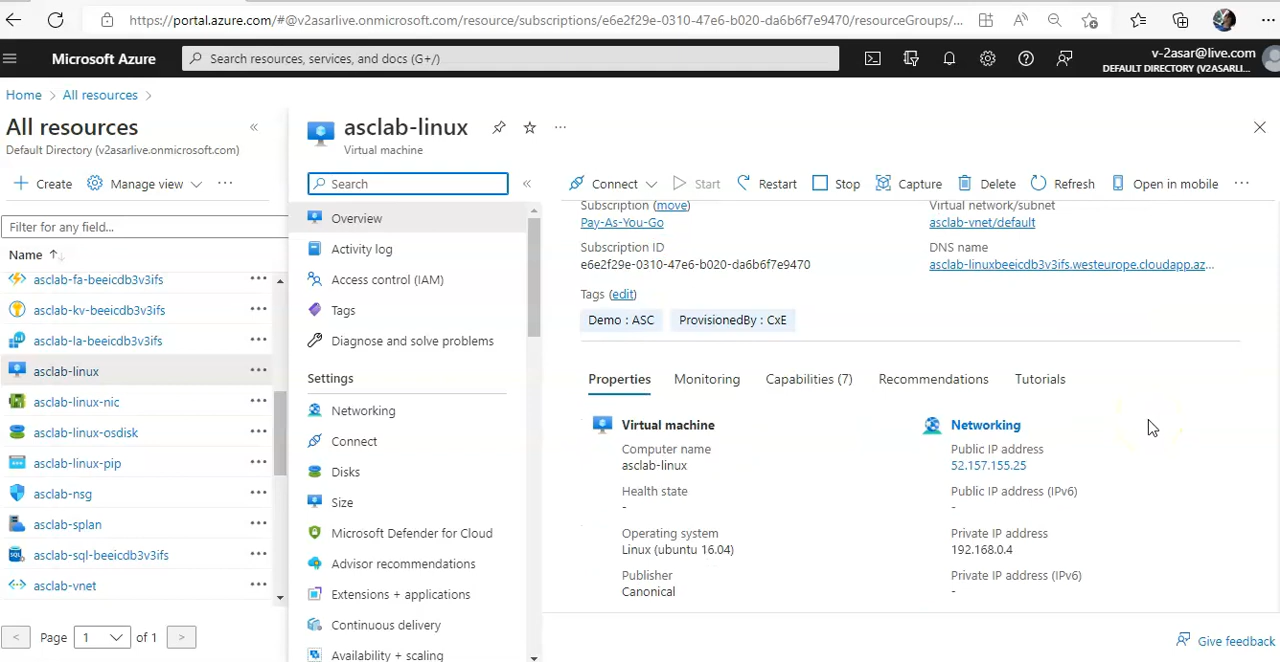 https://portal.azure.com/#@v2asarlive.onmicrosoft.com/resource/subscriptions/e6e2f29e-0310-47e6-b020-da6b6f7e9470/resourceGroups/...
Microsoft Azure
Search resources, services, and docs (G+/)
v-2asar@live.com
DEFAULT DIRECTORY (V2ASARLI...
Home > All resources >
All resources
Default Directory (v2asarlive.onmicrosoft.com)
Create
Manage view
Filter for any field...
Name
asclab-fa-beeicdb3v3ifs
asclab-kv-beeicdb3v3ifs
asclab-la-beeicdb3v3ifs
asclab-linux
asclab-linux-nic
asclab-linux-osdisk
asclab-linux-pip
asclab-nsg
asclab-splan
asclab-sql-beeicdb3v3ifs
asclab-vnet
< Page 1 of 1 >
asclab-linux
Virtual machine
Search
Overview
Activity log
Access control (IAM)
Tags
Diagnose and solve problems
Settings
Networking
Connect
Disks
Size
Microsoft Defender for Cloud
Advisor recommendations
Extensions + applications
Continuous delivery
Availability + scaling
Connect Start Restart Stop Capture Delete Refresh Open in mobile
Subscription (move)
Pay-As-You-Go
Subscription ID
e6e2f29e-0310-47e6-b020-da6b6f7e9470
Virtual network/subnet
asclab-vnet/default
DNS name
asclab-linuxbeeicdb3v3ifs.westeurope.cloudapp.az...
Tags (edit)
Demo : ASC ProvisionedBy : CxE
Properties Monitoring Capabilities (7) Recommendations Tutorials
Virtual machine
Computer name
asclab-linux
Health state
-
Operating system
Linux (ubuntu 16.04)
Publisher
Canonical
Networking
Public IP address
52.157.155.25
Public IP address (IPv6)
-
Private IP address
192.168.0.4
Private IP address (IPv6)
-
Give feedback